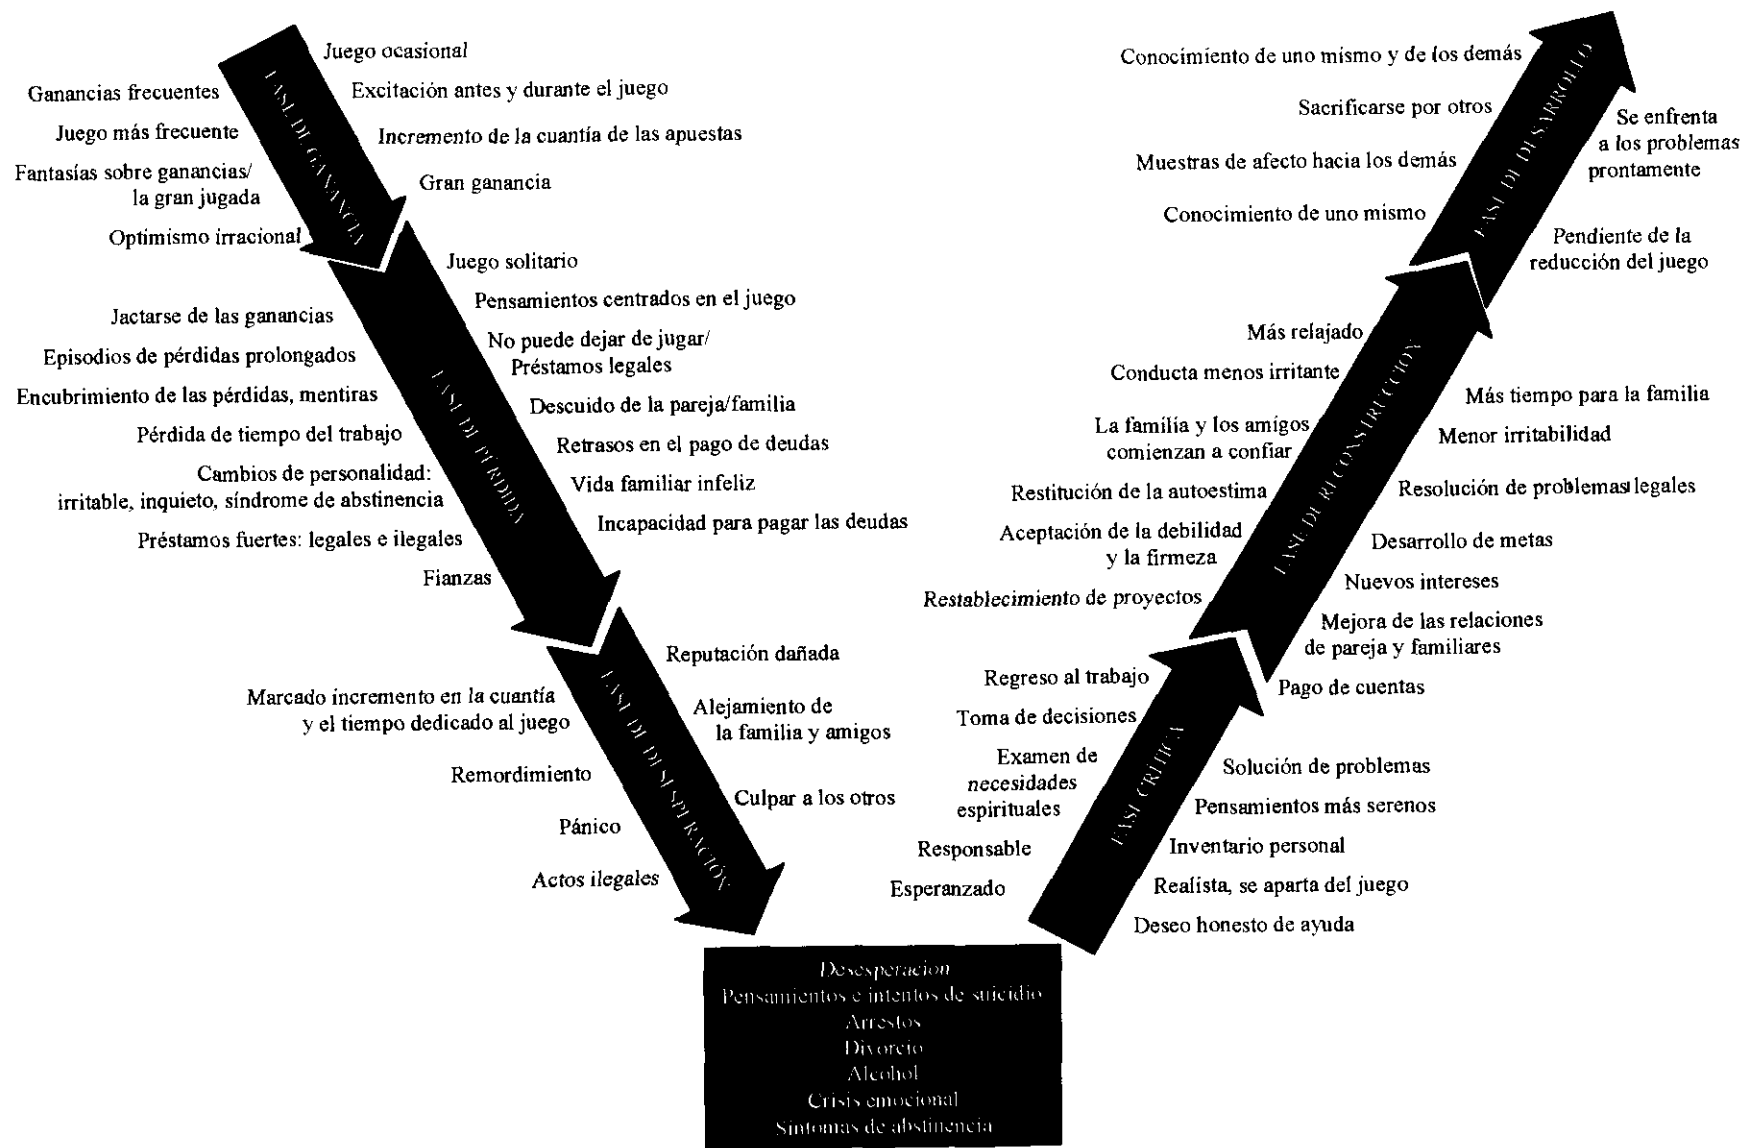 FASE DE GANANCIA
Juego ocasional
Ganancias frecuentes
Excitación antes y durante el juego
Juego más frecuente
Incremento de la cuantía de las apuestas
Fantasías sobre ganancias/
la gran jugada
Gran ganancia
Optimismo irracional
FASE DE PÉRDIDA
Juego solitario
Pensamientos centrados en el juego
Jactarse de las ganancias
No puede dejar de jugar/
Préstamos legales
Episodios de pérdidas prolongados
Encubrimiento de las pérdidas, mentiras
Descuido de la pareja/familia
Pérdida de tiempo del trabajo
Retrasos en el pago de deudas
Cambios de personalidad:
irritable, inquieto, síndrome de abstinencia
Vida familiar infeliz
Incapacidad para pagar las deudas
Préstamos fuertes: legales e ilegales
Fianzas
FASE DE DESESPERACIÓN
Reputación dañada
Marcado incremento en la cuantía
y el tiempo dedicado al juego
Alejamiento de
la familia y amigos
Remordimiento
Culpar a los otros
Pánico
Actos ilegales
Desesperacion
Pensamientos e intentos de suicidio
Arrestos
Divorcio
Alcohol
Crisis emocional
Síntomas de abstinencia
FASE CRÍTICA
Regreso al trabajo
Toma de decisiones
Examen de
necesidades
espirituales
Responsable
Esperanzado
Solución de problemas
Pensamientos más serenos
Inventario personal
Realista, se aparta del juego
Deseo honesto de ayuda
FASE DE RECONSTRUCCION
Más relajado
Conducta menos irritante
La familia y los amigos
comienzan a confiar
Restitución de la autoestima
Aceptación de la debilidad
y la firmeza
Restablecimiento de proyectos
Más tiempo para la familia
Menor irritabilidad
Resolución de problemas legales
Desarrollo de metas
Nuevos intereses
Mejora de las relaciones
de pareja y familiares
Pago de cuentas
FASE DE DESARROLLO
Conocimiento de uno mismo y de los demás
Sacrificarse por otros
Muestras de afecto hacia los demás
Conocimiento de uno mismo
Se enfrenta
a los problemas
prontamente
Pendiente de la
reducción del juego